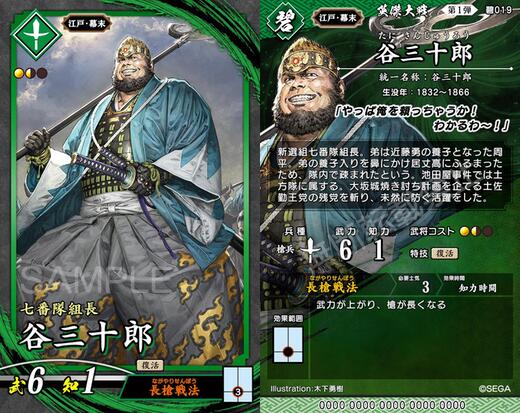 江戸・幕末
SAMPLE
七番隊組長
谷三十郎
復活
武6 知1
ながやりせんぽう
長槍戦法
3
碧
江戸・幕末
英傑大戦
第1弾
碧019
たに さんじゅうろう
谷三十郎
統一名称：谷三十郎
生没年：1832～1866
「やっぱ俺を頼っちゃうか！
わかるわ～！」
新選組七番隊組長。弟は近藤勇の養子となった周
平。弟の養子入りを鼻にかけ居丈高にふるまった
ため、隊内で疎まれたという。池田屋事件では土
方隊に属する。大坂城焼き討ち計画を企てる土佐
勤王党の残党を斬り、未然に防ぐ活躍をした。
兵種 武力 知力 武将コスト
槍兵 6 1
特技 復活
ながやりせんぽう 必要士気 効果時間
長槍戦法 3 知力時間
効果範囲
武力が上がり、槍が長くなる
Illustration:木下勇樹
©SEGA
0000-0000-0000-0000-0000